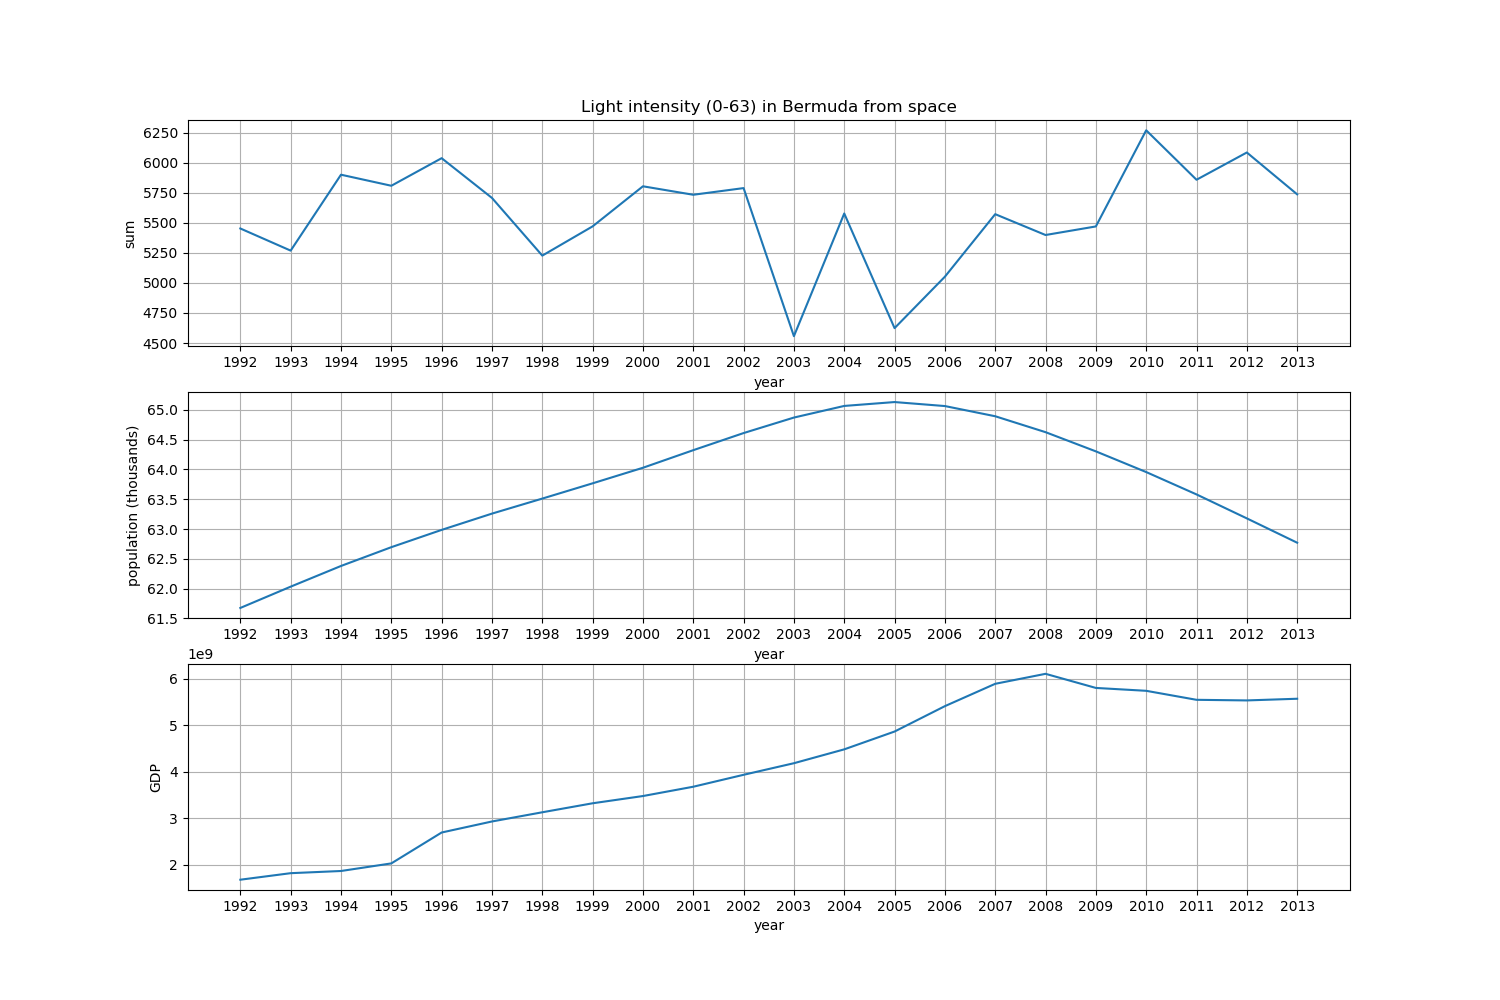 Light intensity (0-63) in Bermuda from space
6250
6000
5750
5500
5250
5000
4750
4500
sum
1992 1993 1994 1995 1996 1997 1998 1999 2000 2001 2002 2003 2004 2005 2006 2007 2008 2009 2010 2011 2012 2013
year
65.0
64.5
64.0
63.5
63.0
62.5
62.0
61.5
population (thousands)
1992 1993 1994 1995 1996 1997 1998 1999 2000 2001 2002 2003 2004 2005 2006 2007 2008 2009 2010 2011 2012 2013
year
1e9
6
5
4
3
2
GDP
1992 1993 1994 1995 1996 1997 1998 1999 2000 2001 2002 2003 2004 2005 2006 2007 2008 2009 2010 2011 2012 2013
year